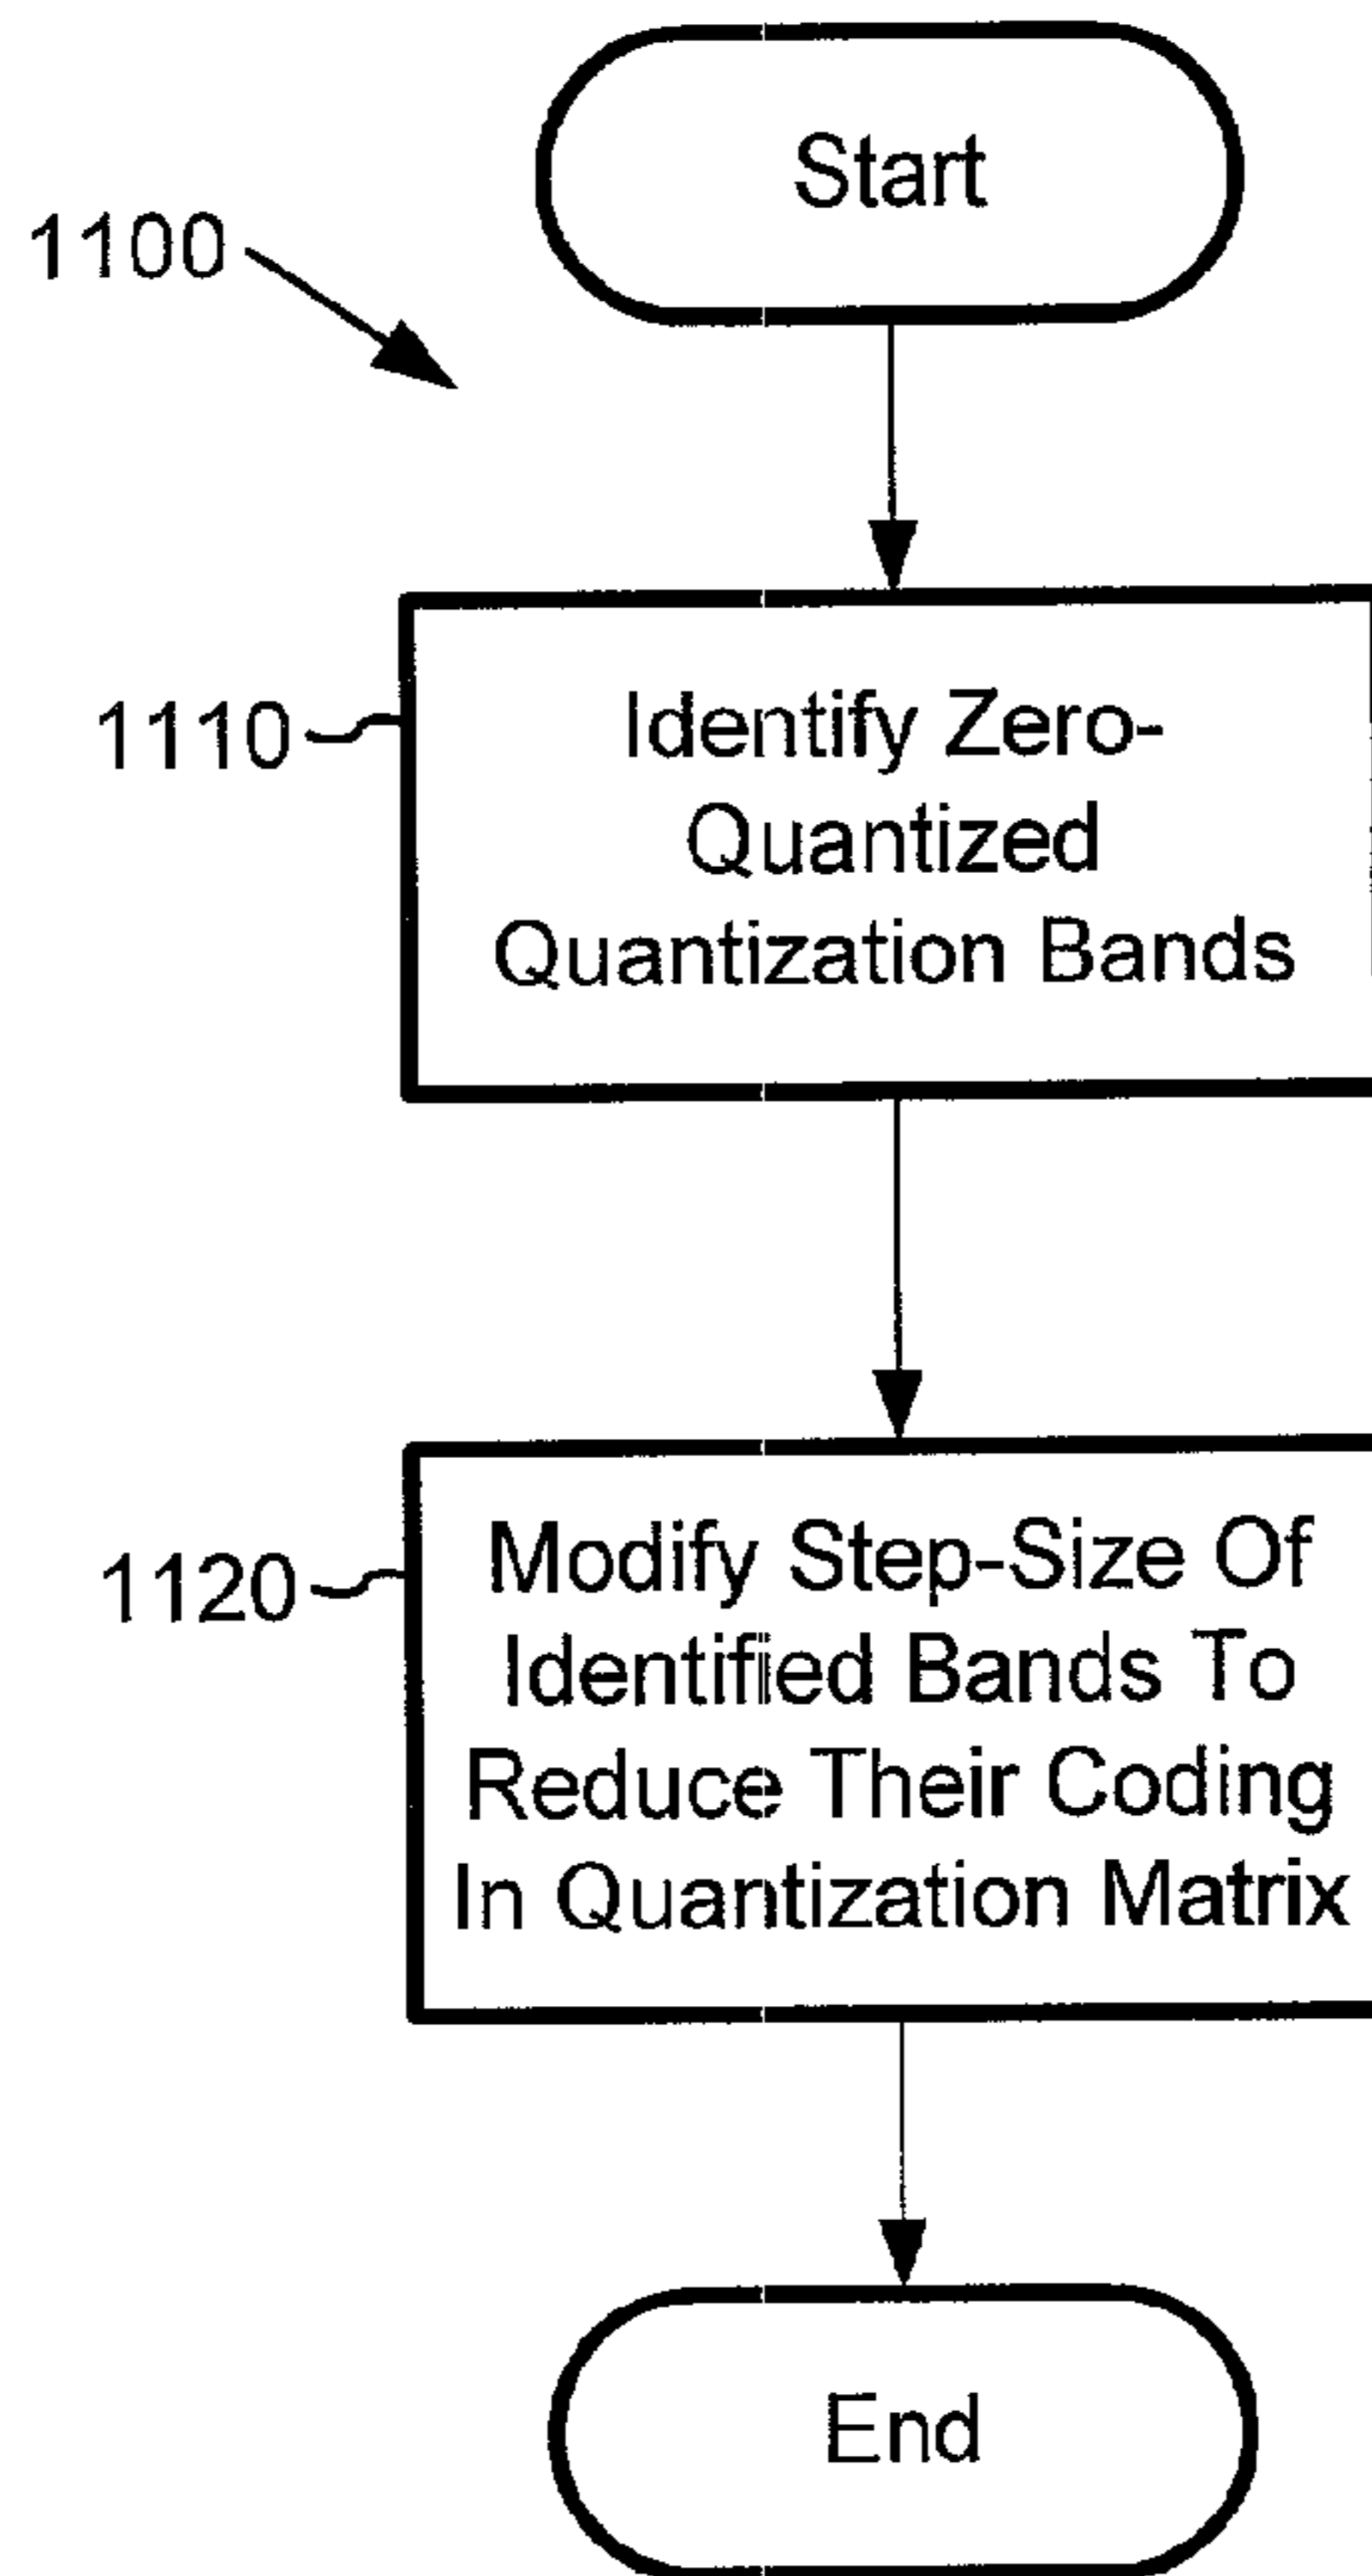 Start
1100
1110
Identify Zero-
Quantized
Quantization Bands
1120
Modify Step-Size Of
Identified Bands To
Reduce Their Coding
In Quantization Matrix
End